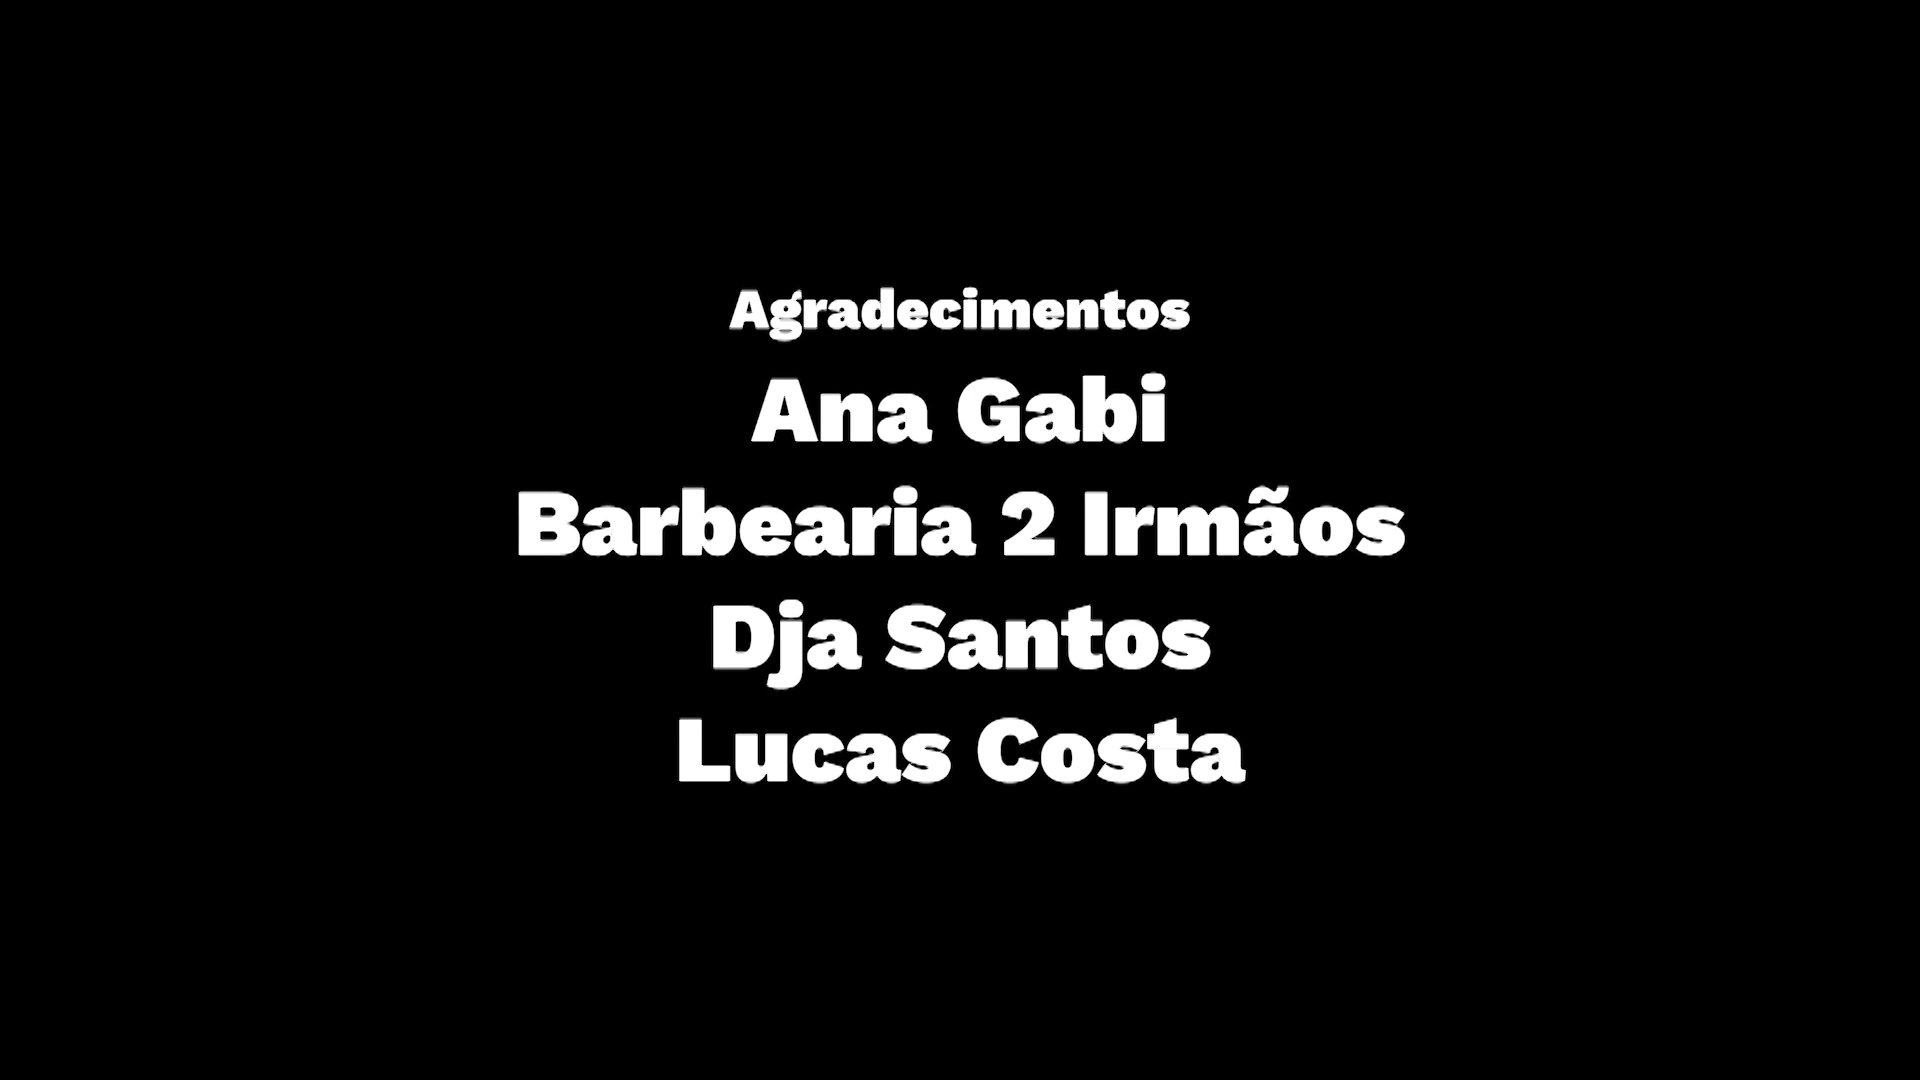 Agradecimentos
Ana Gabi
Barbearia 2 Irmãos
Dja Santos
Lucas Costa